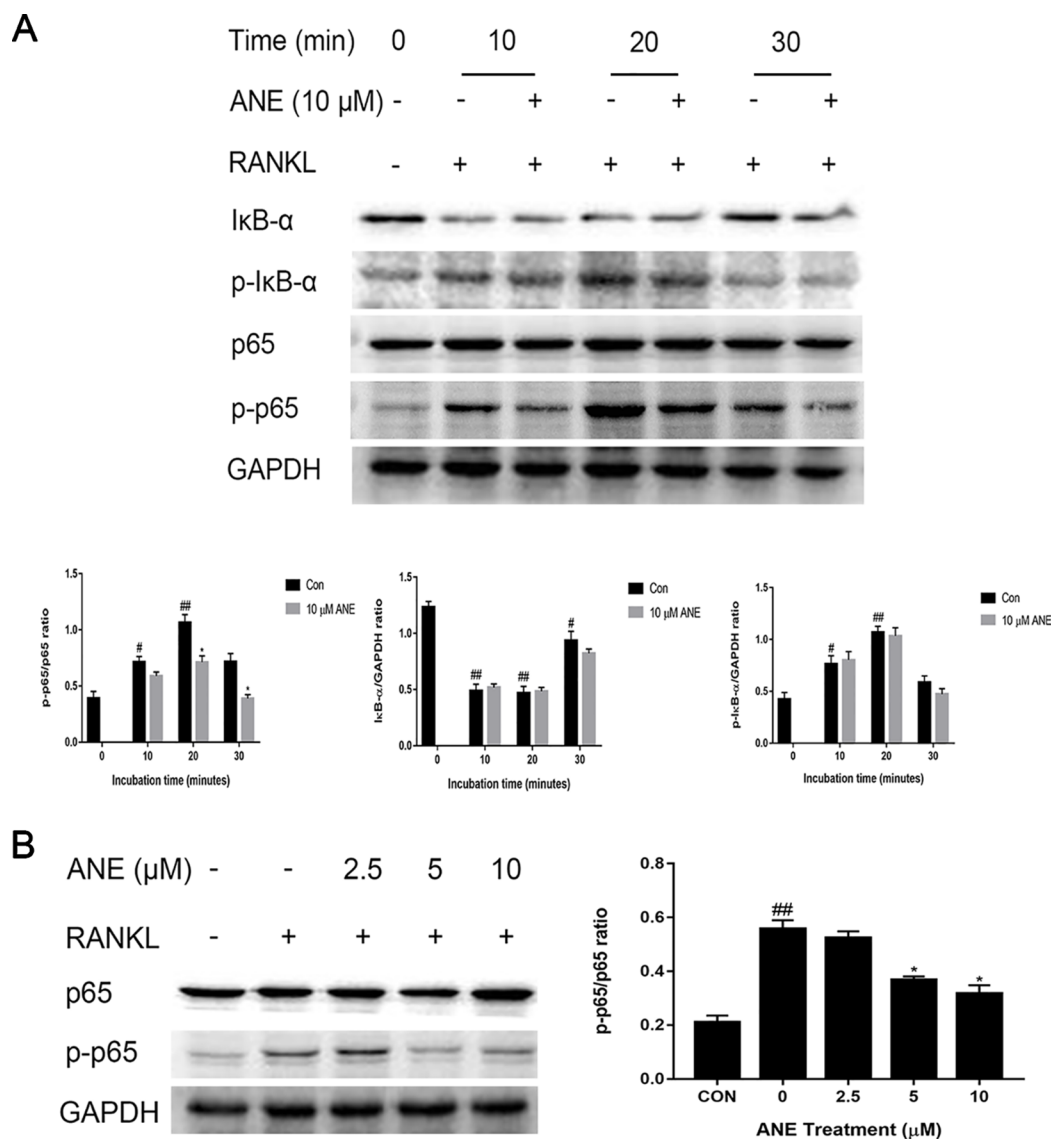 A
Time (min) 0 10 20 30
ANE (10 µM) - - + - + - +
RANKL - + + + + + +
IκB-α
p-IκB-α
p65
p-p65
GAPDH
p-p65/p65 ratio
1.5
1.0
0.5
0.0
# ## * *
0 10 20 30
Incubation time (minutes)
Con
10 µM ANE
IκB-α/GAPDH ratio
1.5
1.0
0.5
0.0
## ## #
0 10 20 30
Incubation time (minutes)
Con
10 µM ANE
p-IκB-α/GAPDH ratio
1.5
1.0
0.5
0.0
# ##
0 10 20 30
Incubation time (minutes)
Con
10 µM ANE
B
ANE (µM) - - 2.5 5 10
RANKL - + + + +
p65
p-p65
GAPDH
p-p65/p65 ratio
0.8
0.6
0.4
0.2
0.0
## * *
CON 0 2.5 5 10
ANE Treatment (µM)